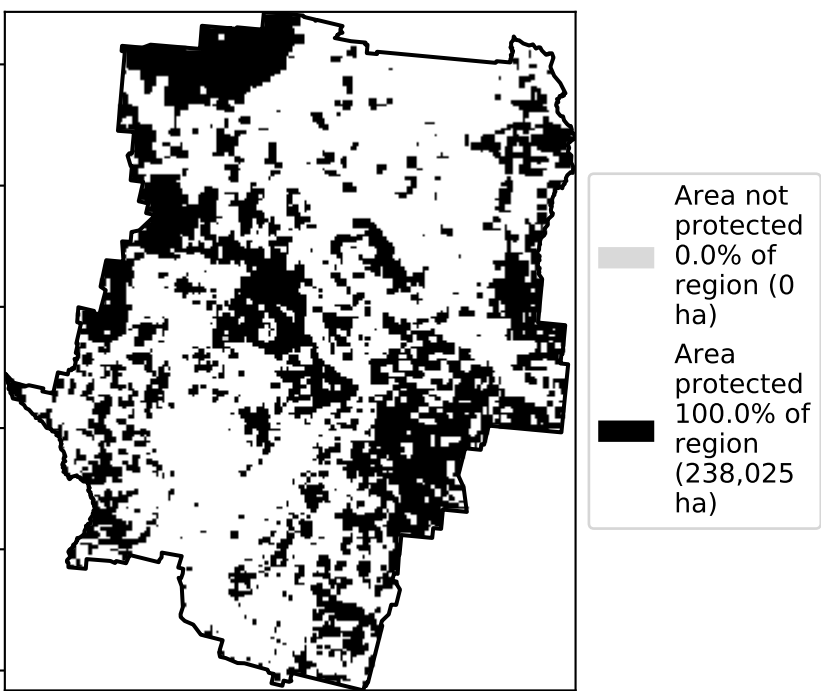 Area not
protected
0.0% of
region (0
ha)
Area
protected
100.0% of
region
(238,025
ha)